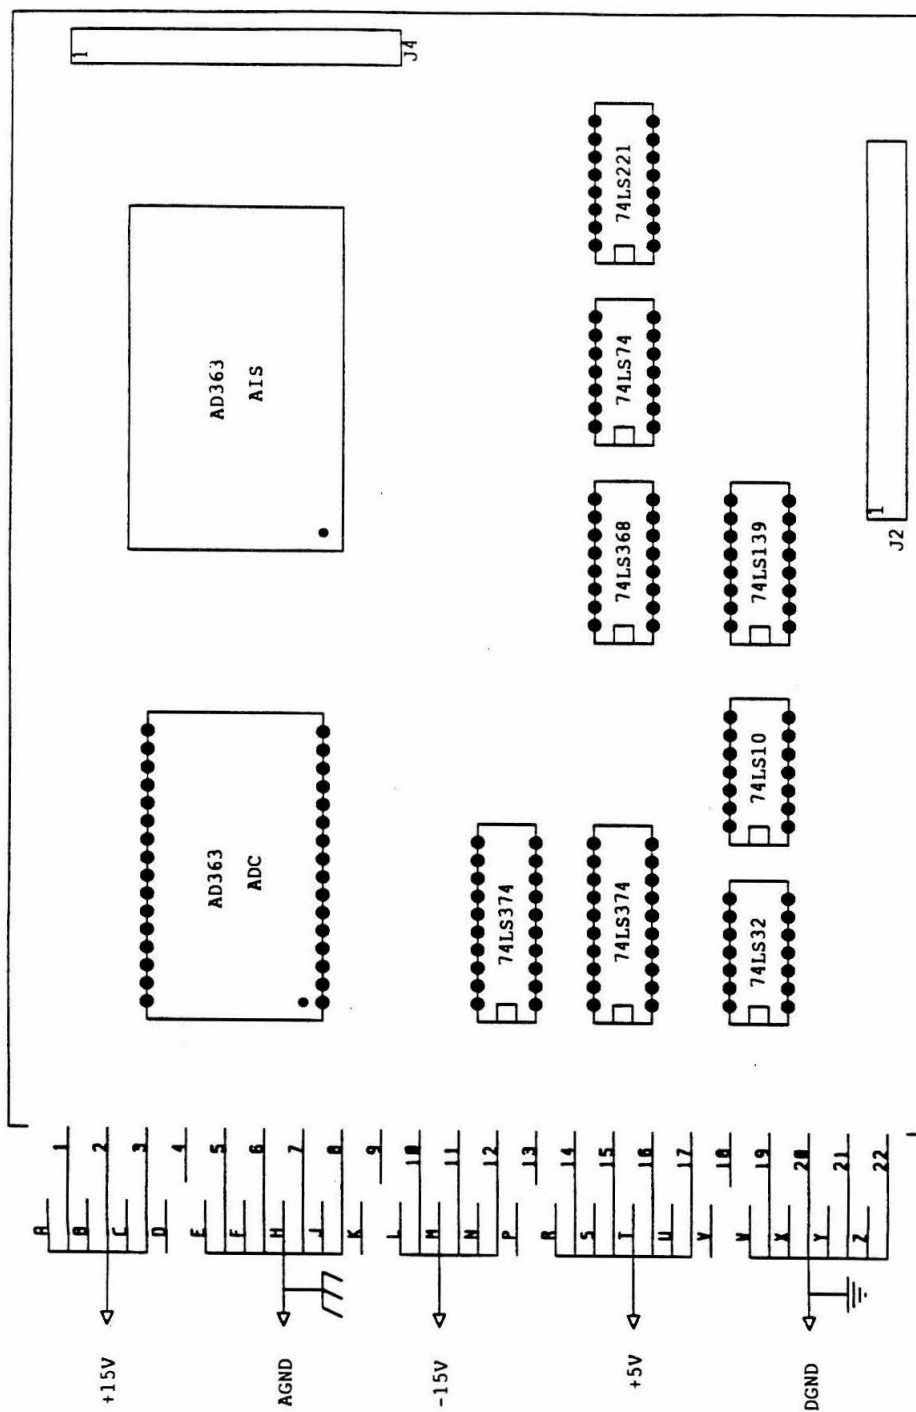 +15V
A
1
B
2
C
3
D
4
1
J4
AD363
AIS
AD363
ADC
AGND
E
5
F
6
H
7
J
8
K
9
-15V
L
10
M
11
N
12
P
13
74LS374
+5V
R
14
S
15
T
16
U
17
V
18
74LS374
74LS368
74LS74
74LS221
DGND
W
19
X
20
Y
21
Z
22
74LS32
74LS10
74LS139
1
J2